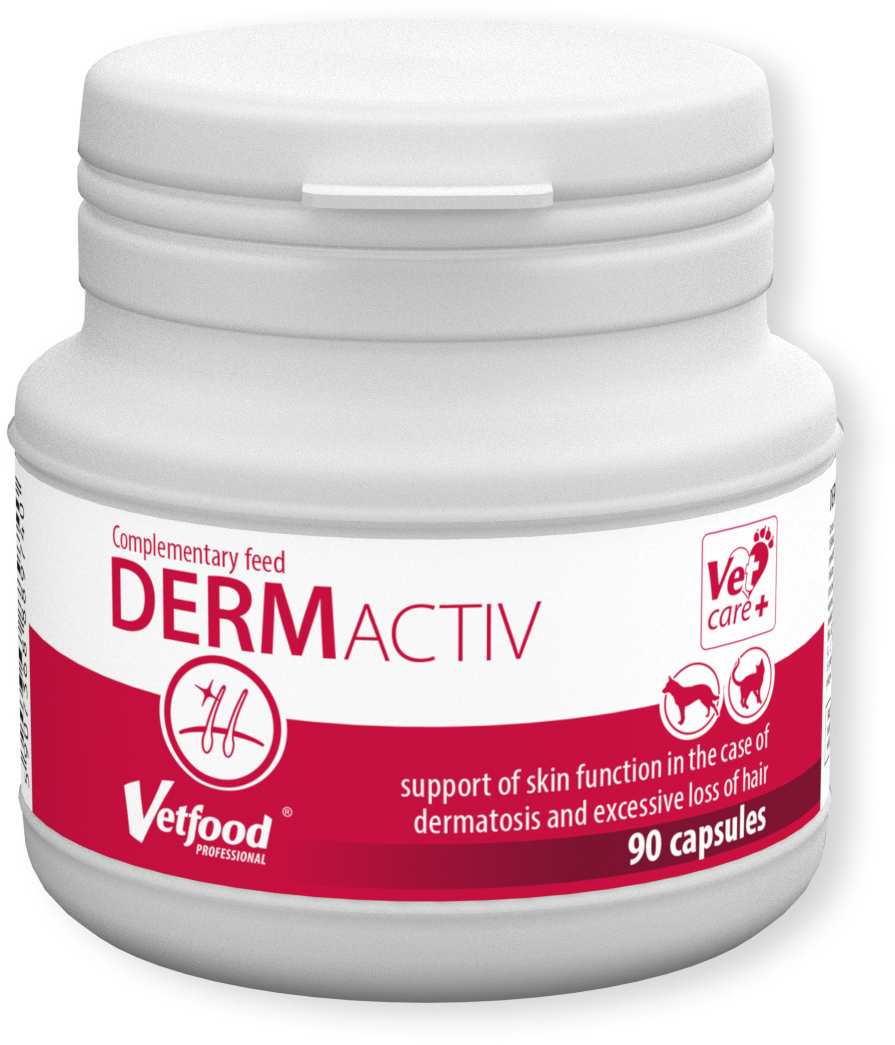 Complementary feed
DERMACTIV
Vet
care+
support of skin function in the case of
dermatosis and excessive loss of hair
90 capsules
Vetfood ®
PROFESSIONAL